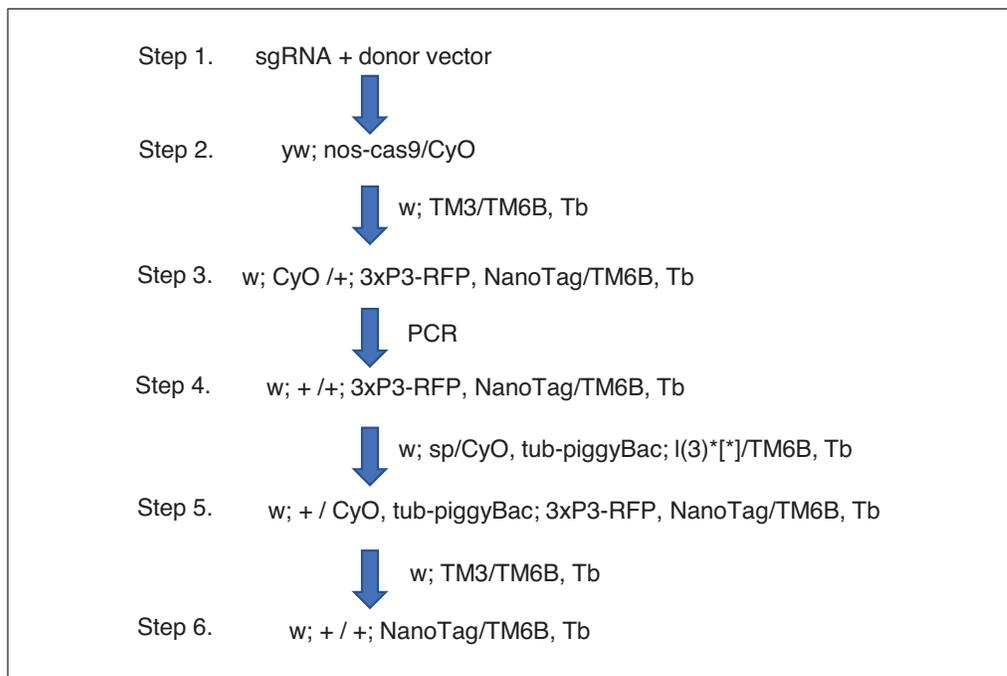 Step 1. sgRNA + donor vector
Step 2. yw; nos-cas9/CyO
w; TM3/TM6B, Tb
Step 3. w; CyO /+; 3xP3-RFP, NanoTag/TM6B, Tb
PCR
Step 4. w; + /+; 3xP3-RFP, NanoTag/TM6B, Tb
w; sp/CyO, tub-piggyBac; l(3)*[*]/TM6B, Tb
Step 5. w; + / CyO, tub-piggyBac; 3xP3-RFP, NanoTag/TM6B, Tb
w; TM3/TM6B, Tb
Step 6. w; + / +; NanoTag/TM6B, Tb